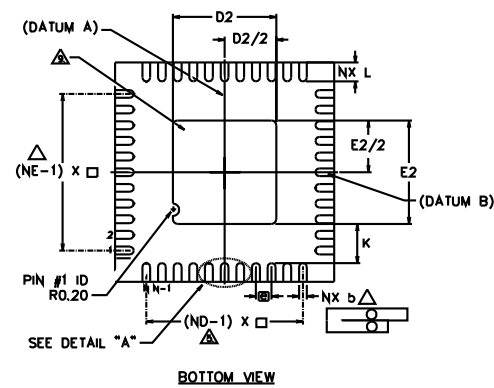 D2
(DATUM A)
D2/2
NX L
E2/2
E2
(NE-1) X
(DATUM B)
2
1
K
PIN #1 ID
R0.20
N N-1
NX b
(ND-1) X
5
SEE DETAIL "A"
BOTTOM VIEW